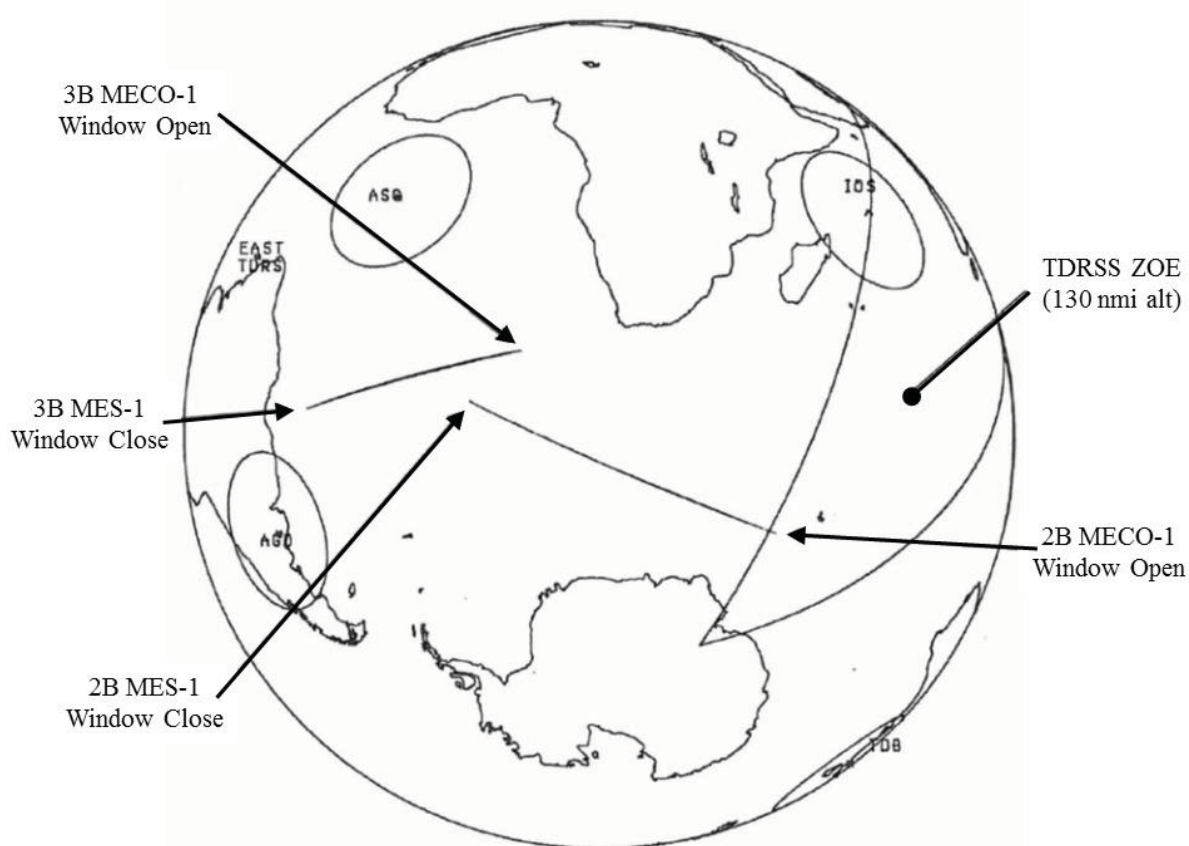 3B MECO-1
Window Open
ASG
IOS
EAST
TDRS
TDRSS ZOE
(130 nmi alt)
3B MES-1
Window Close
AGO
2B MECO-1
Window Open
2B MES-1
Window Close
TDB